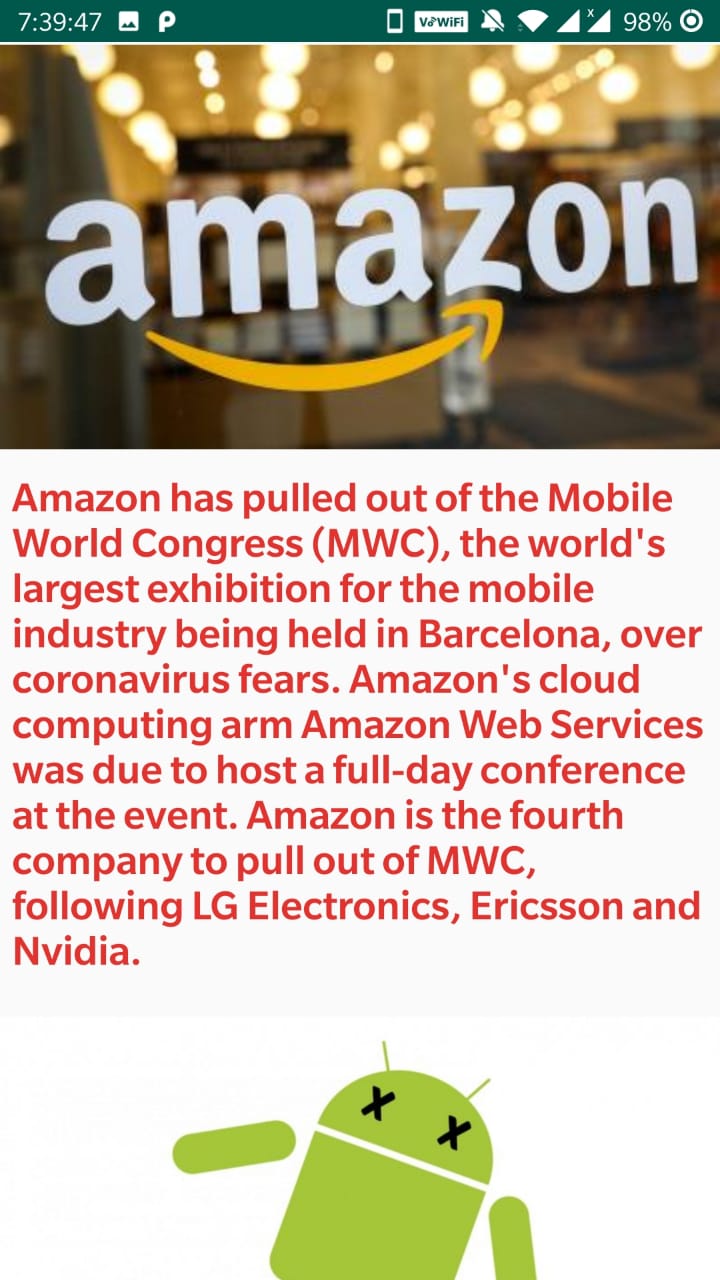 7:39:47 VoWiFi x 98%
amazon
Amazon has pulled out of the Mobile
World Congress (MWC), the world's
largest exhibition for the mobile
industry being held in Barcelona, over
coronavirus fears. Amazon's cloud
computing arm Amazon Web Services
was due to host a full-day conference
at the event. Amazon is the fourth
company to pull out of MWC,
following LG Electronics, Ericsson and
Nvidia.